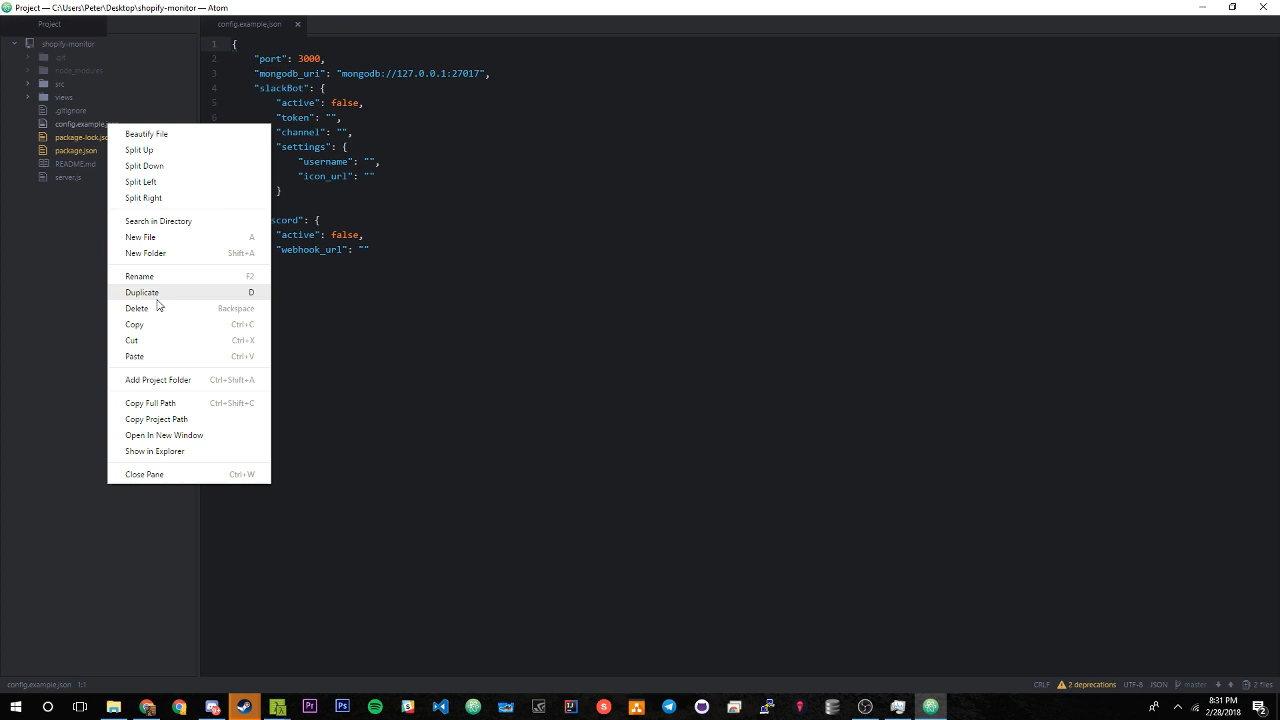 Project — C:\Users\Peter\Desktop\shopify-monitor — Atom
Project
config.example.json
shopify-monitor
.git
node_modules
src
views
.gitignore
config.example.js
package-lock.jso
package.json
README.md
server.js
1 {
2 "port": 3000,
3 "mongodb_uri": "mongodb://127.0.0.1:27017",
4 "slackBot": {
5 "active": false,
6 "token": "",
"channel": "",
"settings": {
"username": "",
"icon_url": ""
}
scord": {
"active": false,
"webhook_url": ""
Beautify File
Split Up
Split Down
Split Left
Split Right
Search in Directory
New File A
New Folder Shift+A
Rename F2
Duplicate D
Delete Backspace
Copy Ctrl+C
Cut Ctrl+X
Paste Ctrl+V
Add Project Folder Ctrl+Shift+A
Copy Full Path Ctrl+Shift+C
Copy Project Path
Open In New Window
Show in Explorer
Close Pane Ctrl+W
config.example.json 1:1
CRLF 2 deprecations UTF-8 JSON master 2 files
8:31 PM
2/28/2018